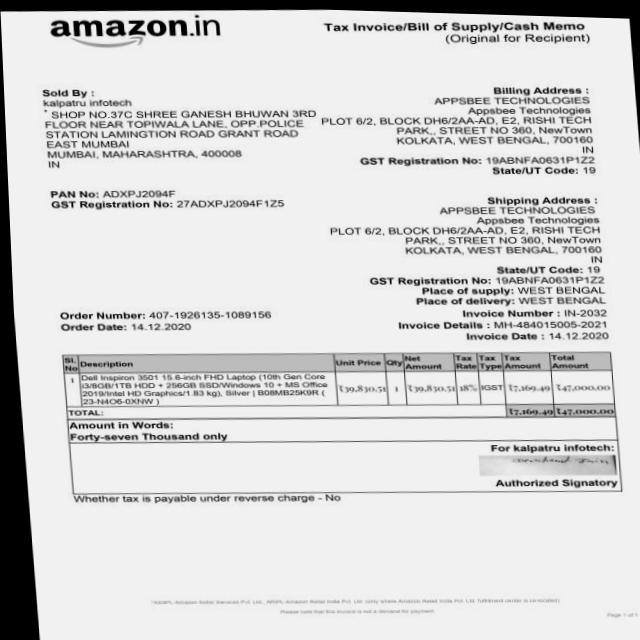 amazon.in
Tax Invoice/Bill of Supply/Cash Memo
(Original for Recipient)
Sold By :
kalpatru infotech
* SHOP NO.37C SHREE GANESH BHUWAN 3RD
FLOOR NEAR TOPIWALA LANE, OPP.POLICE
STATION LAMINGTION ROAD GRANT ROAD
EAST MUMBAI
MUMBAI, MAHARASHTRA, 400008
IN
PAN No: ADXPJ2094F
GST Registration No: 27ADXPJ2094F1Z5
Billing Address :
APPSBEE TECHNOLOGIES
Appsbee Technologies
PLOT 6/2, BLOCK DH6/2AA-AD, E2, RISHI TECH
PARK,, STREET NO 360, NewTown
KOLKATA, WEST BENGAL, 700160
IN
GST Registration No: 19ABNFA0631P1Z2
State/UT Code: 19
Shipping Address :
APPSBEE TECHNOLOGIES
Appsbee Technologies
PLOT 6/2, BLOCK DH6/2AA-AD, E2, RISHI TECH
PARK,, STREET NO 360, NewTown
KOLKATA, WEST BENGAL, 700160
IN
State/UT Code: 19
GST Registration No: 19ABNFA0631P1Z2
Place of supply: WEST BENGAL
Place of delivery: WEST BENGAL
Order Number: 407-1926135-1089156
Order Date: 14.12.2020
Invoice Number : IN-2032
Invoice Details : MH-484015005-2021
Invoice Date : 14.12.2020
Sl. No Description Unit Price Qty Net Amount Tax Rate Tax Type Tax Amount Total Amount
1 Dell Inspiron 3501 15.6-inch FHD Laptop (10th Gen Core
i3/8GB/1TB HDD + 256GB SSD/Windows 10 + MS Office
2019/Intel HD Graphics/1.83 kg), Silver | B08MB25K9R (
23-N4O6-0XNW )
₹39,830.51 1 ₹39,830.51 18% IGST ₹7,169.49 ₹47,000.00
TOTAL: ₹7,169.49 ₹47,000.00
Amount in Words:
Forty-seven Thousand only
For kalpatru infotech:
Authorized Signatory
Whether tax is payable under reverse charge - No
Please note that this invoice is not a demand for payment.
Page 1 of 1